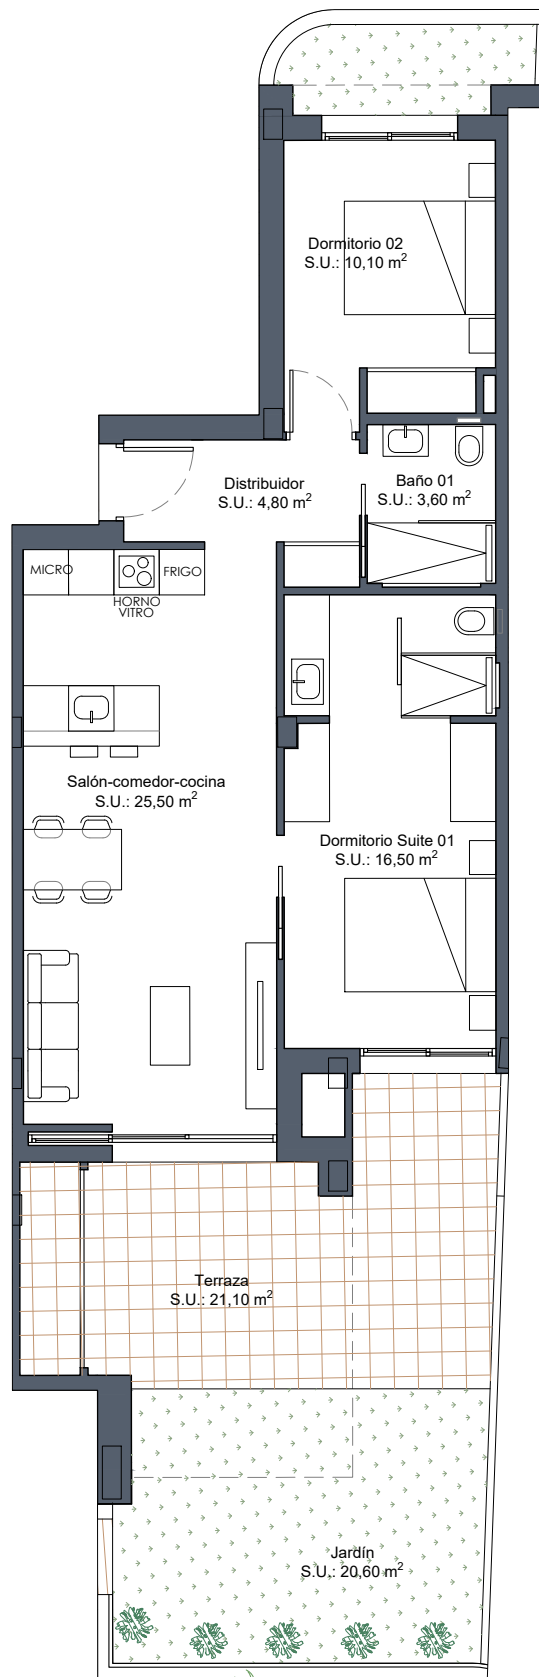 Dormitorio 02
S.U.: 10,10 m²
Distribuidor
S.U.: 4,80 m²
Baño 01
S.U.: 3,60 m²
MICRO
FRIGO
HORNO
VITRO
Salón-comedor-cocina
S.U.: 25,50 m²
Dormitorio Suite 01
S.U.: 16,50 m²
Terraza
S.U.: 21,10 m²
Jardín
S.U.: 20,60 m²